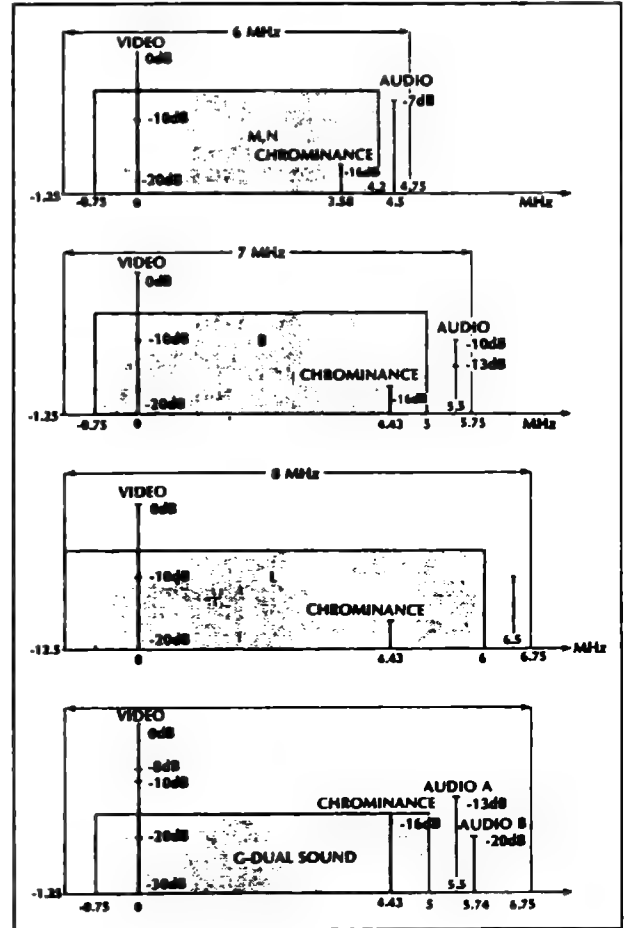 6 MHz
VIDEO
0dB
AUDIO
-7dB
-10dB
M,N
CHROMINANCE
-16dB
-20dB
4.2 4.75
-1.25 -0.75 0 3.58 4.5 MHz
7 MHz
VIDEO
0dB
AUDIO
-10dB B -10dB
-13dB
CHROMINANCE
-16dB
-20dB 5.5
-1.25 -0.75 0 4.43 5 5.75 MHz
8 MHz
VIDEO
0dB
-10dB L
CHROMINANCE
-20dB 6.5
-12.5 0 4.43 6 6.75 MHz
VIDEO
0dB
-8dB
-10dB
AUDIO A
CHROMINANCE -13dB
-16dB AUDIO B
-20dB -20dB
G-DUAL SOUND
-30dB 5.5
-1.25 -0.75 0 4.43 5 5.74 6.75